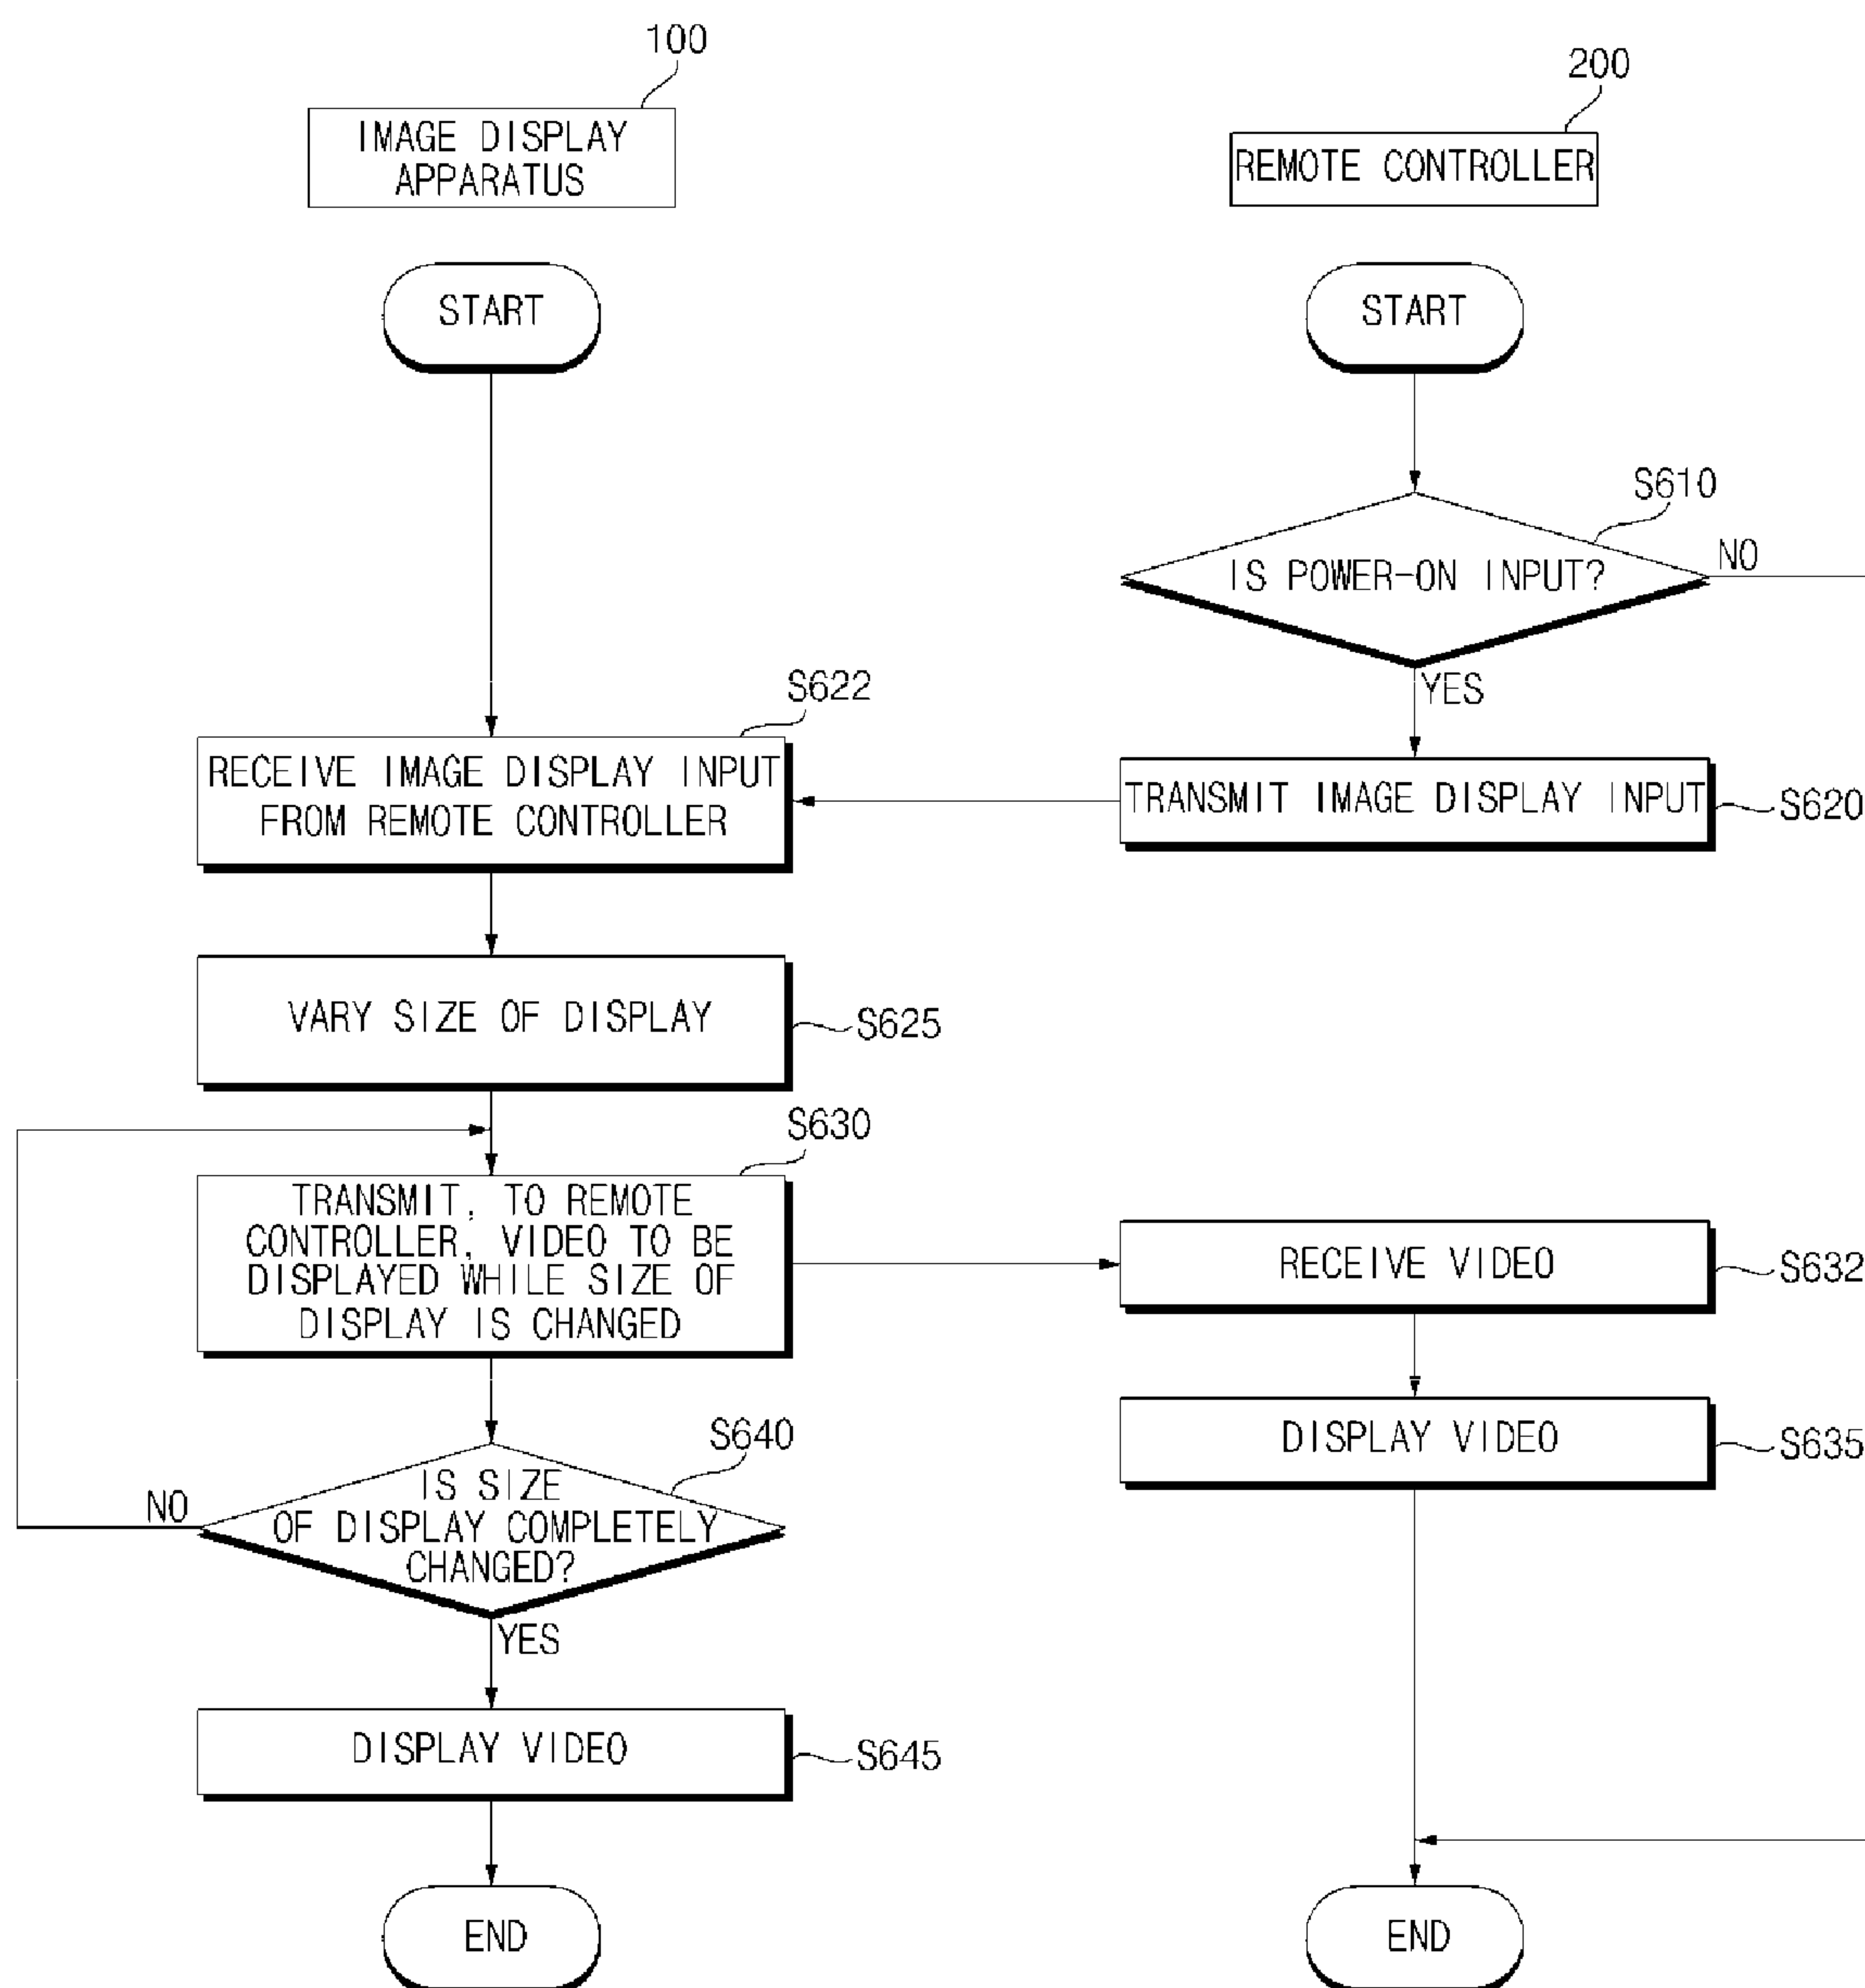 100
IMAGE DISPLAY
APPARATUS
200
REMOTE CONTROLLER
START
START
S610
IS POWER-ON INPUT?
NO
YES
S622
RECEIVE IMAGE DISPLAY INPUT
FROM REMOTE CONTROLLER
TRANSMIT IMAGE DISPLAY INPUT
S620
VARY SIZE OF DISPLAY
S625
S630
TRANSMIT, TO REMOTE
CONTROLLER, VIDEO TO BE
DISPLAYED WHILE SIZE OF
DISPLAY IS CHANGED
RECEIVE VIDEO
S632
DISPLAY VIDEO
S635
S640
IS SIZE
OF DISPLAY COMPLETELY
CHANGED?
NO
YES
DISPLAY VIDEO
S645
END
END